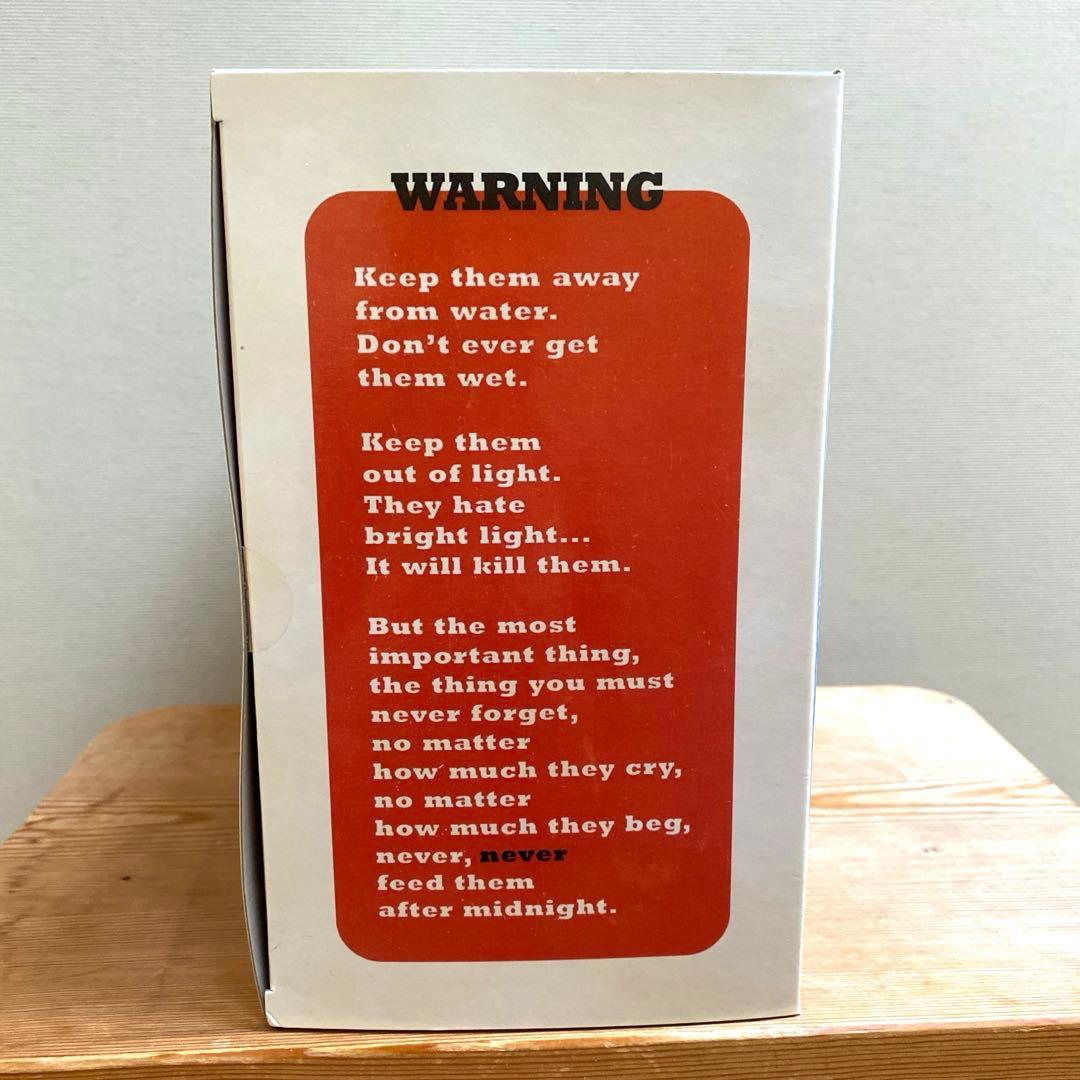 WARNING
Keep them away
from water.
Don't ever get
them wet.
Keep them
out of light.
They hate
bright light...
It will kill them.
But the most
important thing,
the thing you must
never forget,
no matter
how much they cry,
no matter
how much they beg,
never, never
feed them
after midnight.